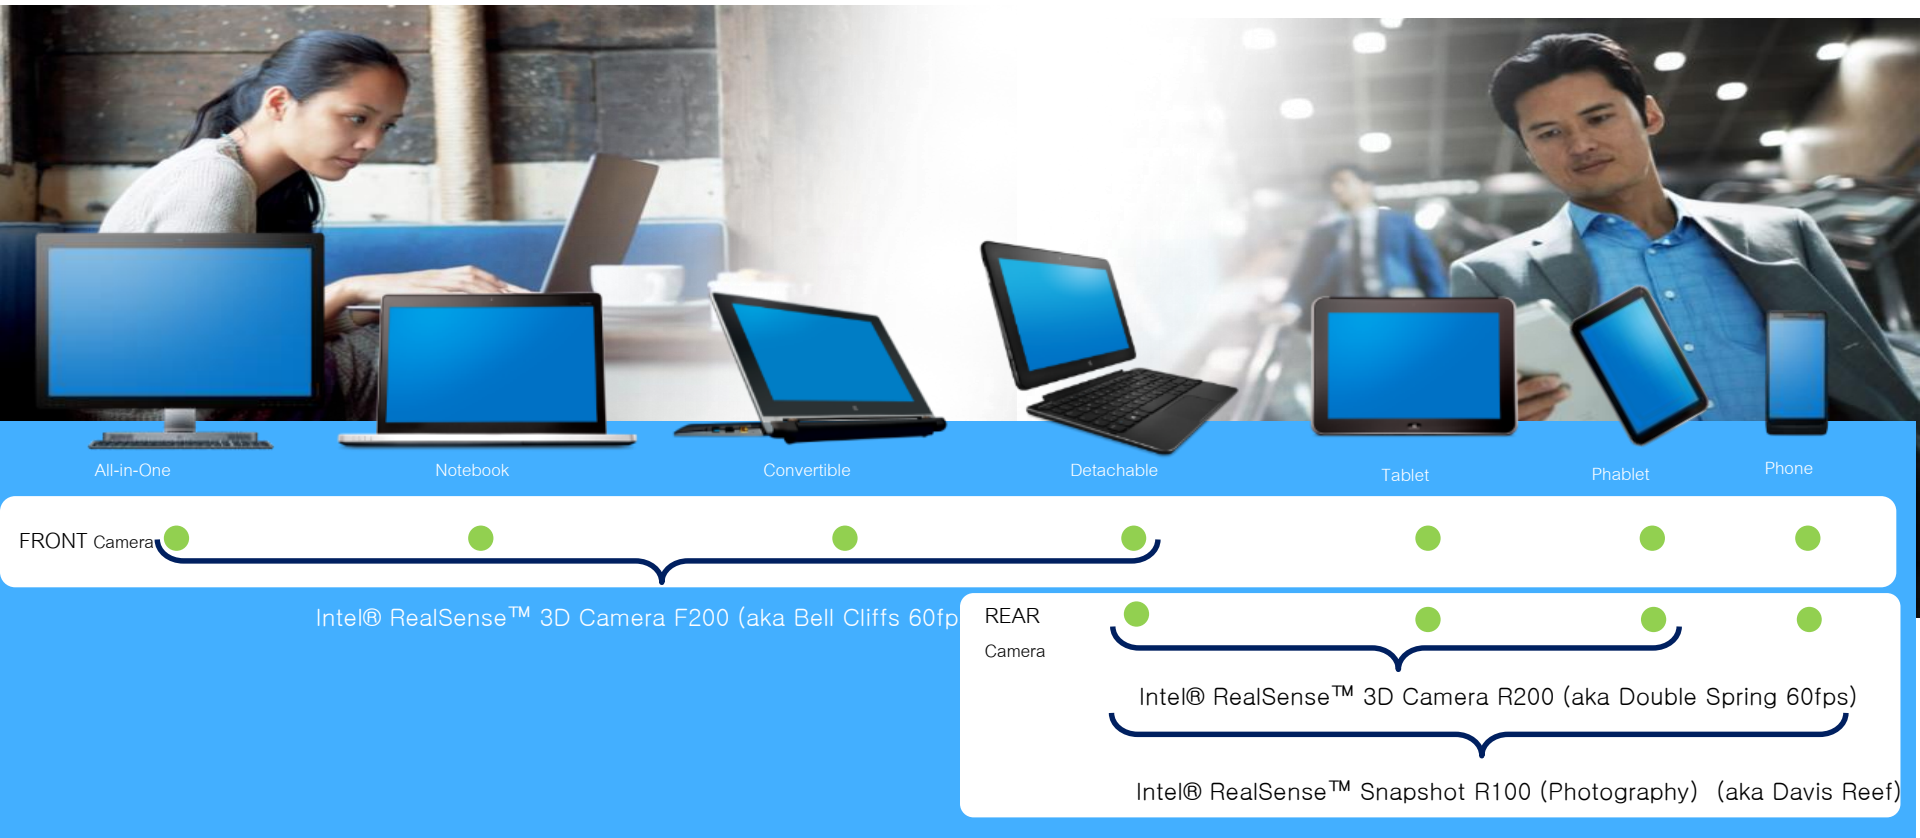 All-in-One
Notebook
Convertible
Detachable
Tablet
Phablet
Phone
FRONT Camera
Intel® RealSense™ 3D Camera F200 (aka Bell Cliffs 60fp
REAR
Camera
Intel® RealSense™ 3D Camera R200 (aka Double Spring 60fps)
Intel® RealSense™ Snapshot R100 (Photography) (aka Davis Reef)